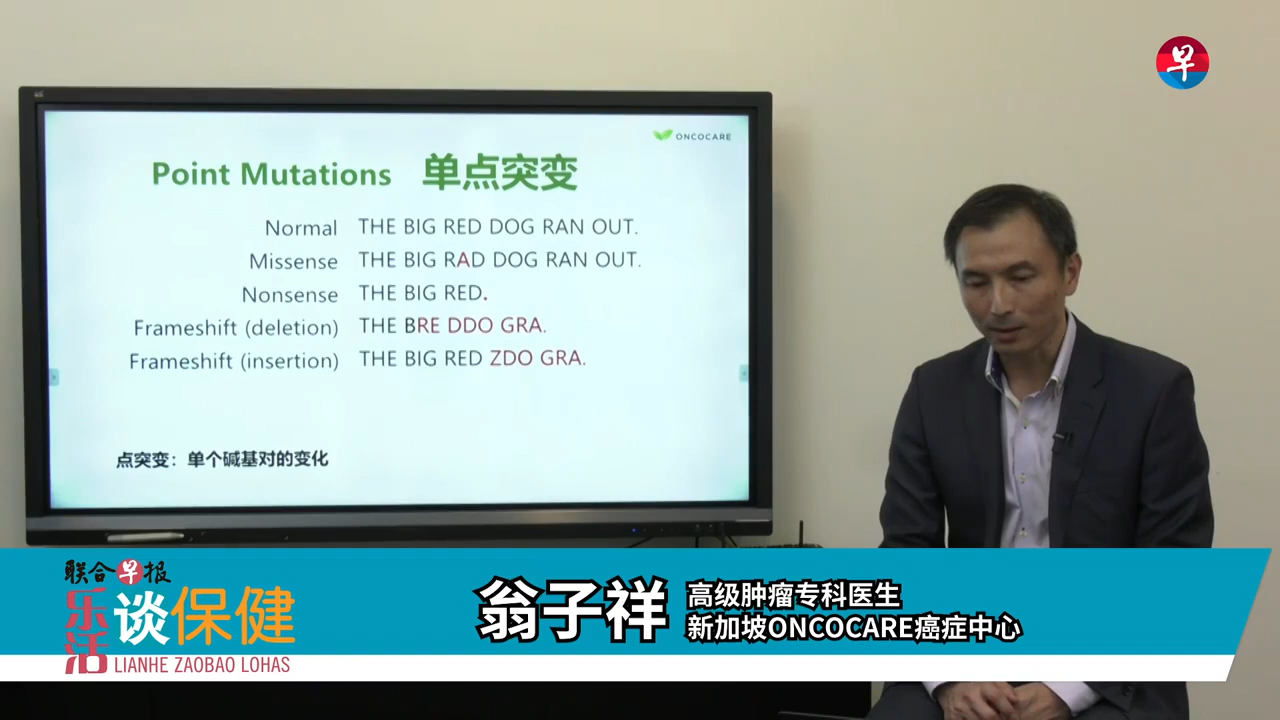 早
ONCOCARE
Point Mutations 单点突变
Normal THE BIG RED DOG RAN OUT.
Missense THE BIG RAD DOG RAN OUT.
Nonsense THE BIG RED.
Frameshift (deletion) THE BRE DDO GRA.
Frameshift (insertion) THE BIG RED ZDO GRA.
点突变：单个碱基对的变化
联合早报
乐活谈保健
LIANHE ZAOBAO LOHAS
翁子祥
高级肿瘤专科医生
新加坡ONCOCARE癌症中心